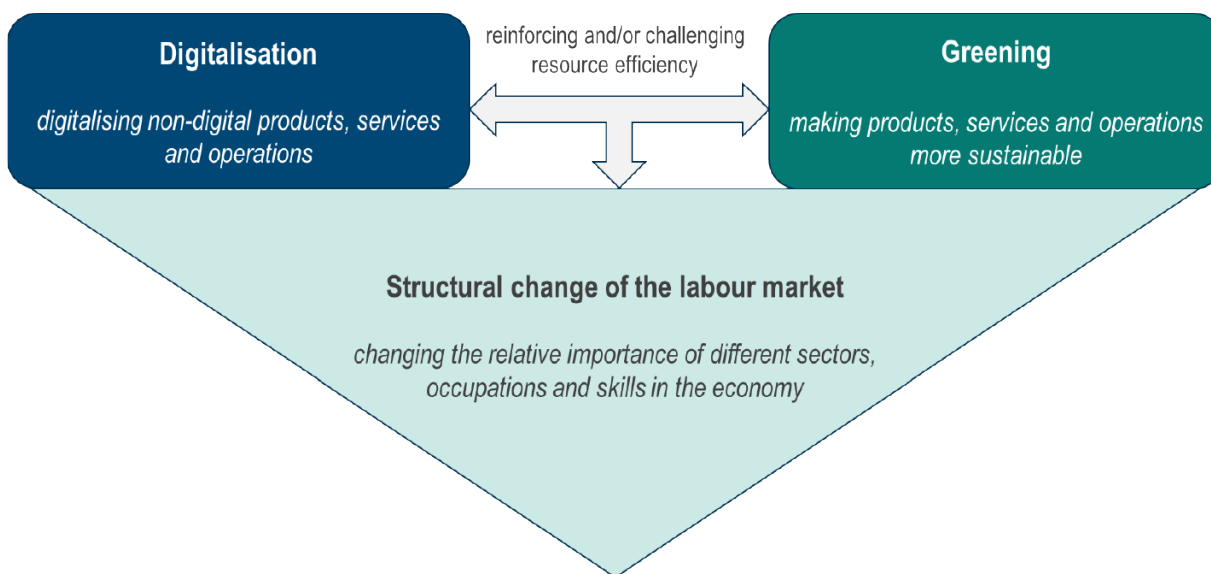 Digitalisation
digitalising non-digital products, services
and operations
reinforcing and/or challenging
resource efficiency
Greening
making products, services and operations
more sustainable
Structural change of the labour market
changing the relative importance of different sectors,
occupations and skills in the economy